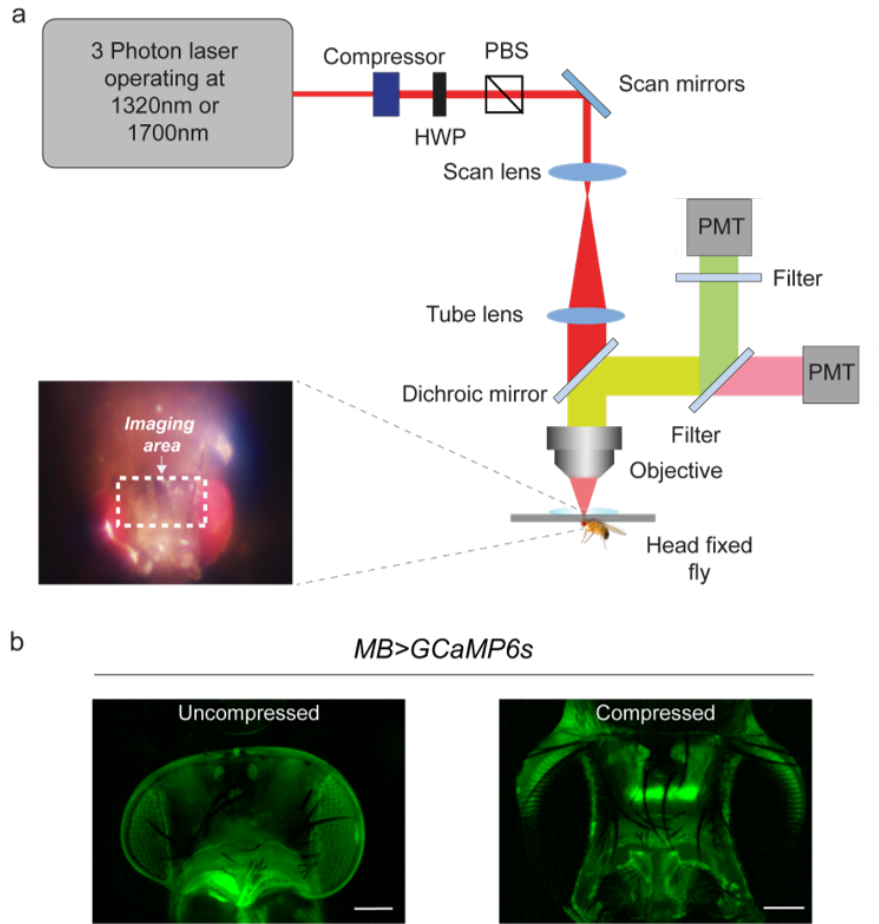 a
3 Photon laser
operating at
1320nm or
1700nm
Compressor
HWP
PBS
Scan mirrors
Scan lens
PMT
Filter
Tube lens
Dichroic mirror
PMT
Filter
Imaging
area
Objective
Head fixed
fly
b
MB>GCaMP6s
Uncompressed
Compressed